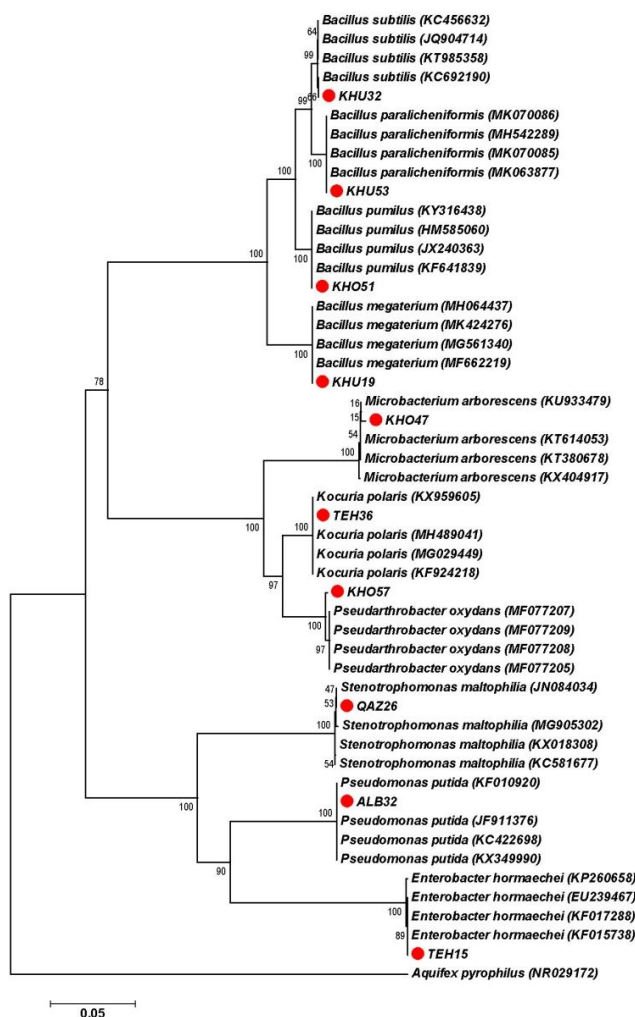 64
Bacillus subtilis (KC456632)
Bacillus subtilis (JQ904714)
99
Bacillus subtilis (KT985358)
Bacillus subtilis (KC692190)
99
66
KHU32
Bacillus paralicheniformis (MK070086)
Bacillus paralicheniformis (MH542289)
100
Bacillus paralicheniformis (MK070085)
100
Bacillus paralicheniformis (MK063877)
KHU53
Bacillus pumilus (KY316438)
Bacillus pumilus (HM585060)
100
Bacillus pumilus (JX240363)
100
Bacillus pumilus (KF641839)
KHO51
Bacillus megaterium (MH064437)
Bacillus megaterium (MK424276)
Bacillus megaterium (MG561340)
100
Bacillus megaterium (MF662219)
78
KHU19
16
Microbacterium arborescens (KU933479)
15
KHO47
54
Microbacterium arborescens (KT614053)
100
Microbacterium arborescens (KT380678)
Microbacterium arborescens (KX404917)
Kocuria polaris (KX959605)
TEH36
100
100
Kocuria polaris (MH489041)
Kocuria polaris (MG029449)
97
Kocuria polaris (KF924218)
KHO57
Pseudarthrobacter oxydans (MF077207)
100
Pseudarthrobacter oxydans (MF077209)
97
Pseudarthrobacter oxydans (MF077208)
Pseudarthrobacter oxydans (MF077205)
47
Stenotrophomonas maltophilia (JN084034)
53
QAZ26
100
Stenotrophomonas maltophilia (MG905302)
Stenotrophomonas maltophilia (KX018308)
54
Stenotrophomonas maltophilia (KC581677)
Pseudomonas putida (KF010920)
ALB32
100
100
Pseudomonas putida (JF911376)
Pseudomonas putida (KC422698)
Pseudomonas putida (KX349990)
90
Enterobacter hormaechei (KP260658)
Enterobacter hormaechei (EU239467)
100
Enterobacter hormaechei (KF017288)
89
Enterobacter hormaechei (KF015738)
TEH15
Aquifex pyrophilus (NR029172)
0.05